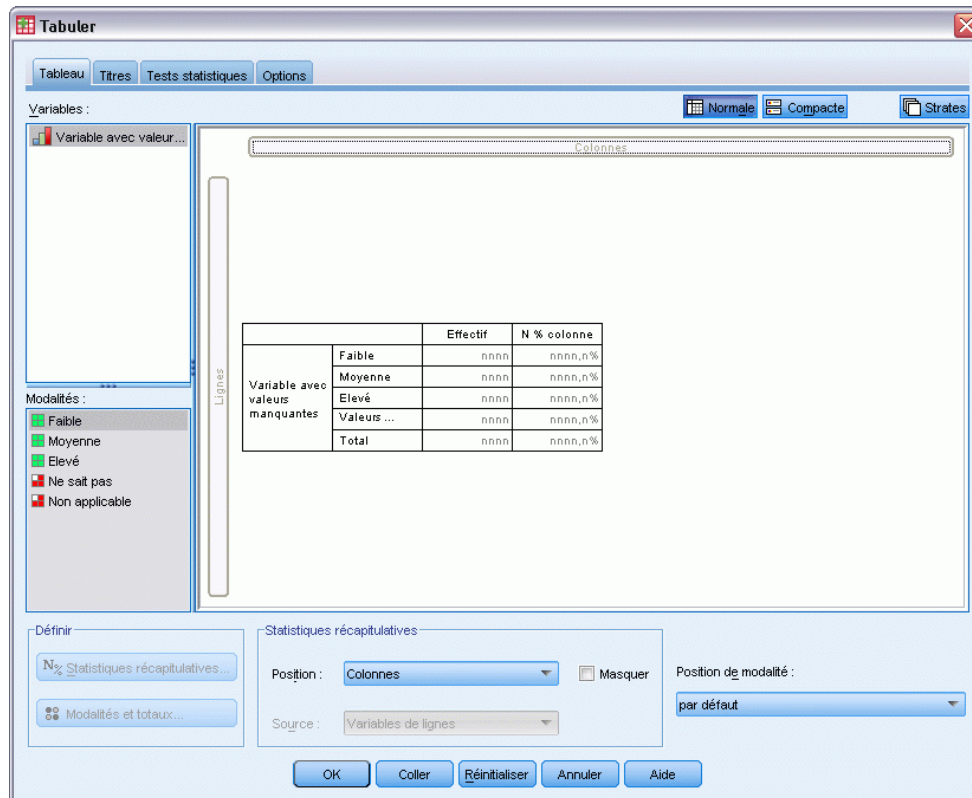 Tabuler
Tableau Titres Tests statistiques Options
Variables :
Normale Compacte Strates
Variable avec valeur...
Colonnes
Lignes
Effectif N % colonne
Variable avec valeurs manquantes
Faible nnnn nnnn,n%
Moyenne nnnn nnnn,n%
Elevé nnnn nnnn,n%
Valeurs ... nnnn nnnn,n%
Total nnnn nnnn,n%
Modalités :
Faible
Moyenne
Elevé
Ne sait pas
Non applicable
Définir
N% Statistiques récapitulatives...
Modalités et totaux...
Statistiques récapitulatives
Position : Colonnes Masquer
Source : Variables de lignes
Position de modalité :
par défaut
OK Coller Réinitialiser Annuler Aide